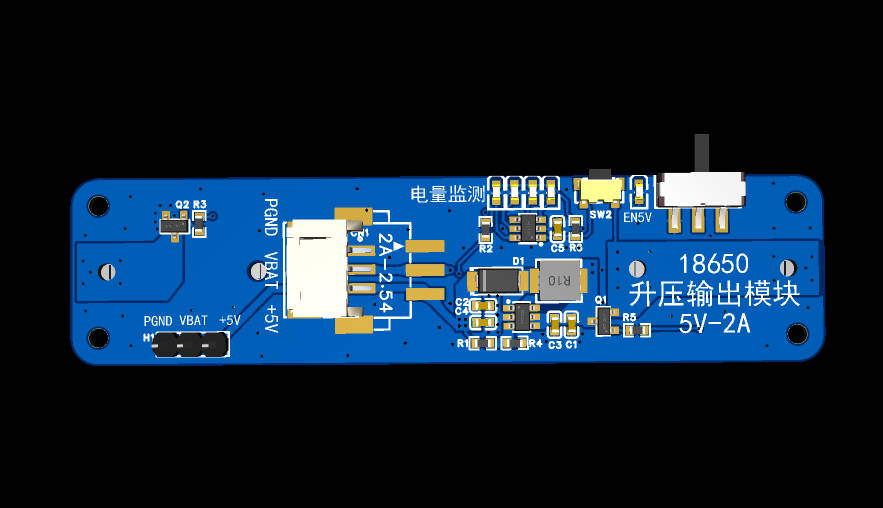 电量监测
Q2 R3
PGND VBAT +5V
CN1
2A-2.54
SW2
EN5V
R2
C5 R3
D1
R10
18650
升压输出模块
5V-2A
C2
C4
Q1
R5
PGND VBAT +5V
H1
R1
R4
C3 C1